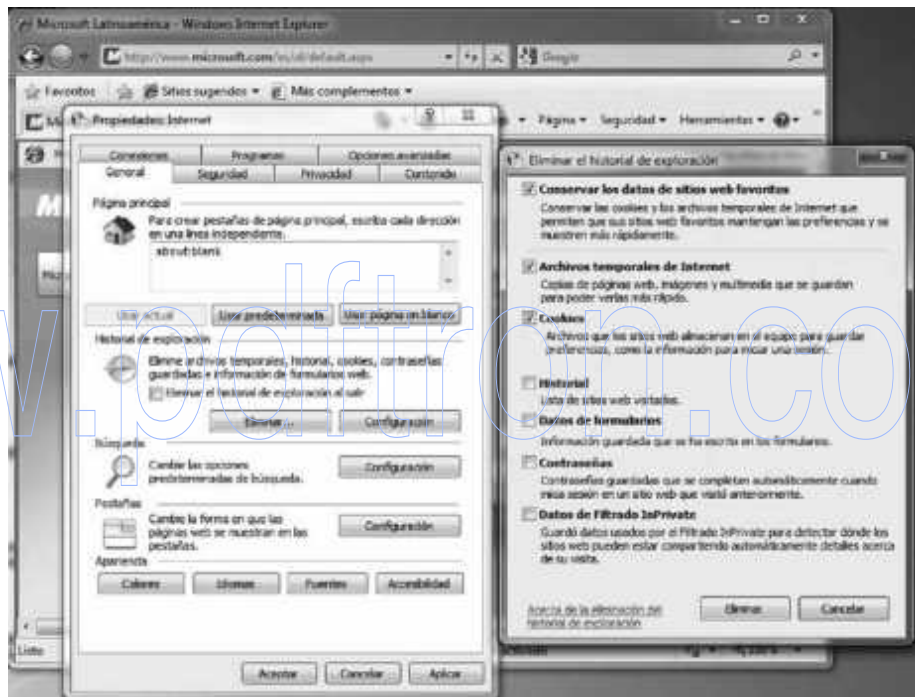 Microsoft Latinoamérica - Windows Internet Explorer
http://www.microsoft.com/es/xl/default.aspx
Google
Favoritos
Sitios sugeridos
Más complementos
Página
Seguridad
Herramientas
Propiedades: Internet
Conexiones
Programas
Opciones avanzadas
General
Seguridad
Privacidad
Contenido
Página principal
Para crear pestañas de página principal, escriba cada dirección
en una línea independiente.
about:blank
Usar actual
Usar predeterminada
Usar página en blanco
Historial de exploración
Elimine archivos temporales, historial, cookies, contraseñas
guardadas e información de formularios web.
Eliminar el historial de exploración al salir
Eliminar...
Configuración
Búsqueda
Cambiar las opciones
predeterminadas de búsqueda.
Configuración
Pestañas
Cambie la forma en que las
páginas web se muestran en las
pestañas.
Configuración
Apariencia
Colores
Idiomas
Fuentes
Accesibilidad
Aceptar
Cancelar
Aplicar
Listo
Eliminar el historial de exploración
Conservar los datos de sitios web favoritos
Conservar las cookies y los archivos temporales de Internet que
permiten que sus sitios web favoritos mantengan las preferencias y se
muestren más rápidamente.
Archivos temporales de Internet
Copias de páginas web, imágenes y multimedia que se guardan
para poder verlas más rápido.
Cookies
Archivos que los sitios web almacenan en el equipo para guardar
preferencias, como la información para iniciar una sesión.
Historial
Lista de sitios web visitados.
Datos de formularios
Información guardada que se ha escrito en los formularios.
Contraseñas
Contraseñas guardadas que se completan automáticamente cuando
inicia sesión en un sitio web que visitó anteriormente.
Datos de Filtrado InPrivate
Guardó datos usados por el Filtrado InPrivate para detectar dónde los
sitios web pueden estar compartiendo automáticamente detalles acerca
de su visita.
Acerca de la eliminación del
historial de exploración
Eliminar
Cancelar
w.pdftron.co